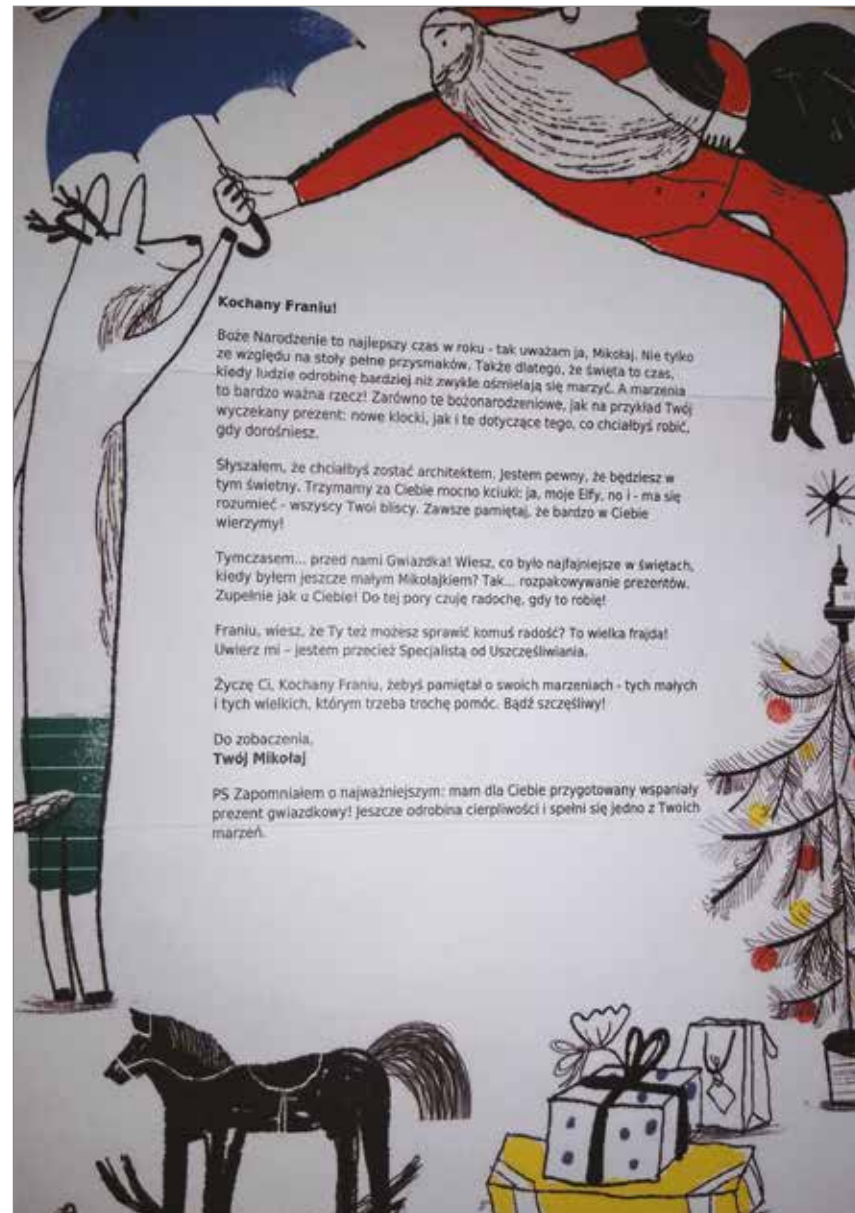 Kochany Franiu!
Boże Narodzenie to najlepszy czas w roku - tak uważam ja, Mikołaj. Nie tylko
ze względu na stoły pełne przysmaków. Także dlatego, że święta to czas,
kiedy ludzie odrobinę bardziej niż zwykle ośmielają się marzyć. A marzenia
to bardzo ważna rzecz! Zarówno te bożonarodzeniowe, jak na przykład Twój
wyczekany prezent: nowe klocki, jak i te dotyczące tego, co chciałbyś robić,
gdy dorośniesz.
Słyszałem, że chciałbyś zostać architektem. Jestem pewny, że będziesz w
tym świetny. Trzymamy za Ciebie mocno kciuki: ja, moje Elfy, no i - ma się
rozumieć - wszyscy Twoi bliscy. Zawsze pamiętaj, że bardzo w Ciebie
wierzymy!
Tymczasem... przed nami Gwiazdka! Wiesz, co było najfajniejsze w świętach,
kiedy byłem jeszcze małym Mikołajkiem? Tak... rozpakowywanie prezentów.
Zupełnie jak u Ciebie! Do tej pory czuję radochę, gdy to robię!
Franiu, wiesz, że Ty też możesz sprawić komuś radość? To wielka frajda!
Uwierz mi – jestem przecież Specjalistą od Uszczęśliwiania.
Życzę Ci, Kochany Franiu, żebyś pamiętał o swoich marzeniach - tych małych
i tych wielkich, którym trzeba trochę pomóc. Bądź szczęśliwy!
Do zobaczenia,
Twój Mikołaj
PS Zapomniałem o najważniejszym: mam dla Ciebie przygotowany wspaniały
prezent gwiazdkowy! Jeszcze odrobina cierpliwości i spełni się jedno z Twoich
marzeń.